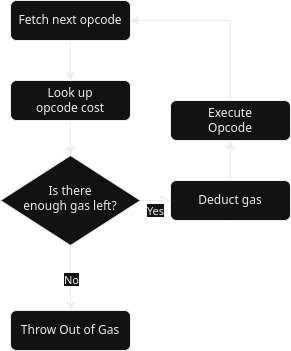 Fetch next opcode
Look up
opcode cost
Execute
Opcode
Is there
enough gas left?
Yes
Deduct gas
No
Throw Out of Gas